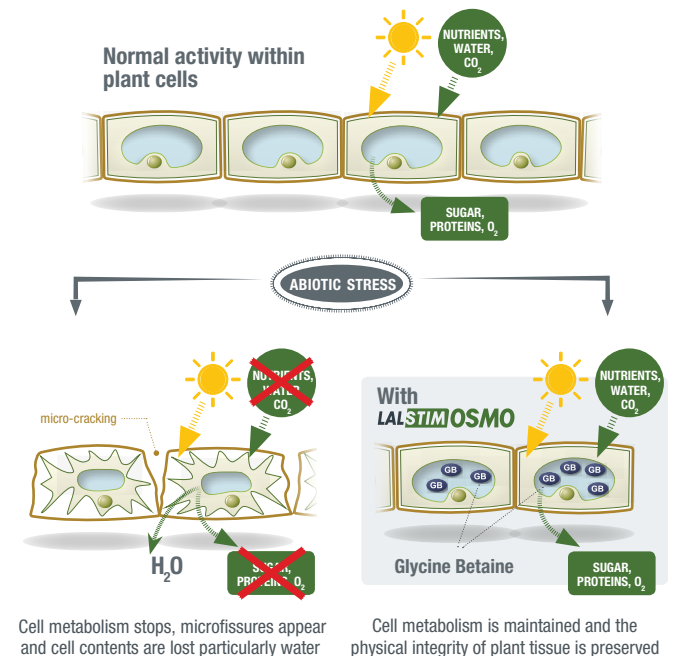 Normal activity within
plant cells
NUTRIENTS,
WATER,
CO₂
SUGAR,
PROTEINS, O₂
ABIOTIC STRESS
NUTRIENTS,
WATER,
CO₂
micro-cracking
H₂O
SUGAR,
PROTEINS, O₂
Cell metabolism stops, microfissures appear
and cell contents are lost particularly water
With
LALSTIM OSMO
NUTRIENTS,
WATER,
CO₂
GB
GB
GB
GB
GB
GB
GB
Glycine Betaine
SUGAR,
PROTEINS, O₂
Cell metabolism is maintained and the
physical integrity of plant tissue is preserved